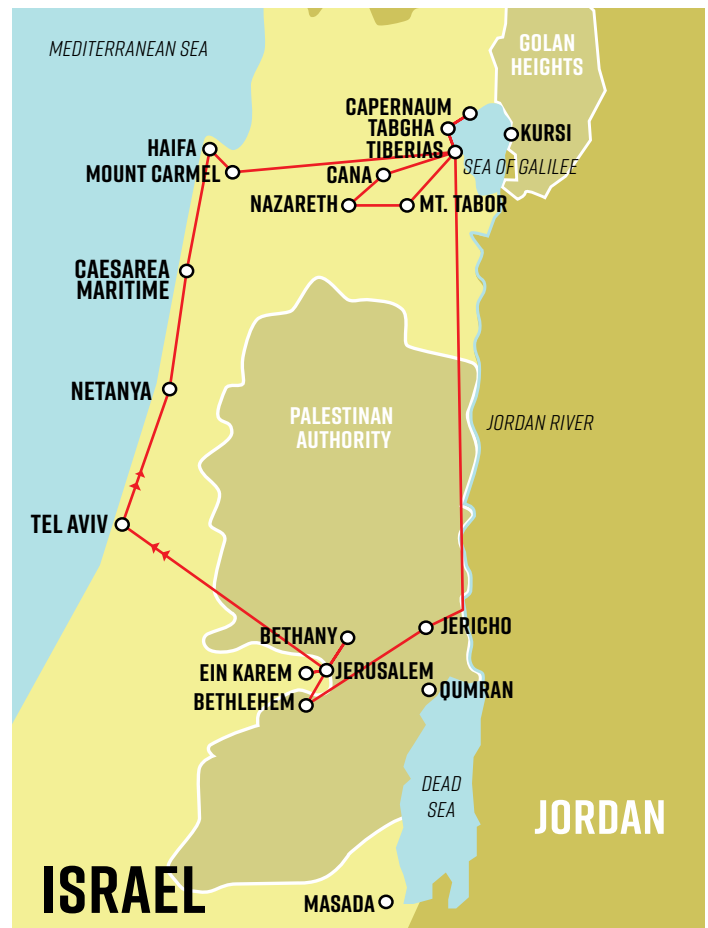 MEDITERRANEAN SEA
GOLAN
HEIGHTS
CAPERNAUM
TABGHA
KURSI
HAIFA
TIBERIAS
MOUNT CARMEL
SEA OF GALILEE
CANA
NAZARETH
MT. TABOR
CAESAREA
MARITIME
NETANYA
PALESTINAN
AUTHORITY
JORDAN RIVER
TEL AVIV
BETHANY
JERICHO
EIN KAREM
JERUSALEM
BETHLEHEM
QUMRAN
DEAD
SEA
JORDAN
ISRAEL
MASADA